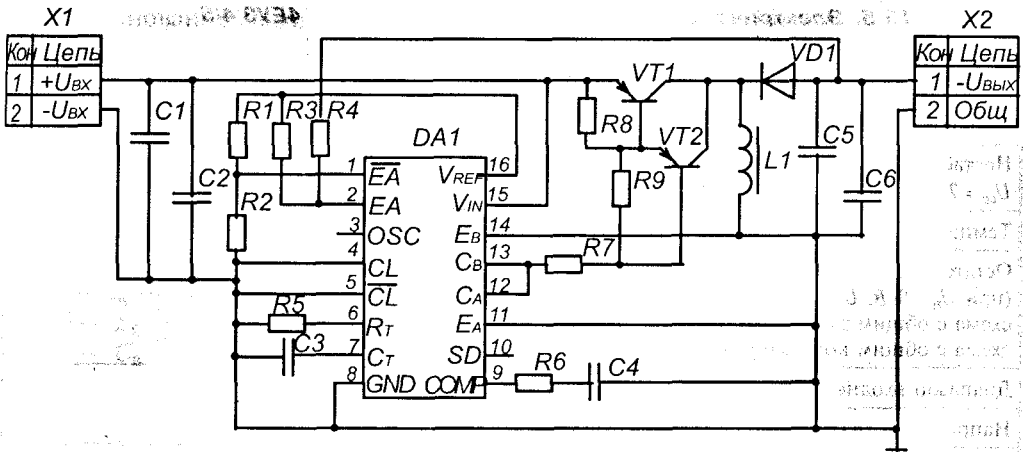 X1
Кон Цепь
1 +Uвх
2 -Uвх
C1
C2
R1
R3
R4
R2
R5
C3
DA1
1 EA
2 EA
3 OSC
4 CL
5 CL
6 RT
7 CT
8 GND
VREF 16
VIN 15
EB 14
CB 13
CA 12
EA 11
SD 10
COMP 9
R6
C4
R7
R8
R9
VT1
VT2
VD1
L1
C5
C6
X2
Кон Цепь
1 -Uвых
2 Общ